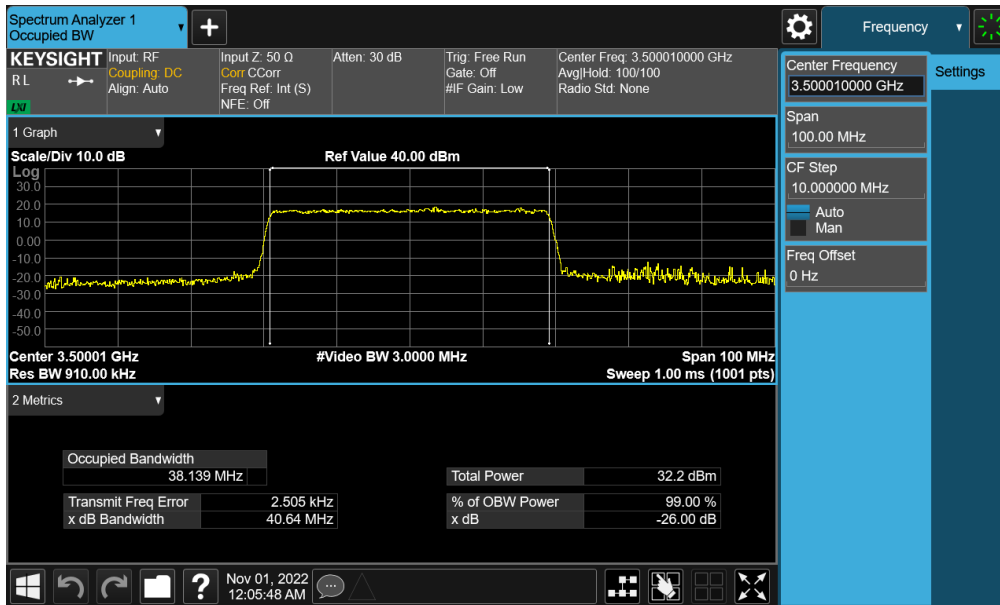 Spectrum Analyzer 1
Occupied BW
+
Frequency
KEYSIGHT
R L
LXI
Input: RF
Coupling: DC
Align: Auto
Input Z: 50 Ω
Corr CCorr
Freq Ref: Int (S)
NFE: Off
Atten: 30 dB
Trig: Free Run
Gate: Off
#IF Gain: Low
Center Freq: 3.500010000 GHz
Avg|Hold: 100/100
Radio Std: None
Center Frequency
3.500010000 GHz
Settings
Span
100.00 MHz
CF Step
10.000000 MHz
Auto
Man
Freq Offset
0 Hz
1 Graph
Scale/Div 10.0 dB
Ref Value 40.00 dBm
Log
30.0
20.0
10.0
0.00
-10.0
-20.0
-30.0
-40.0
-50.0
Center 3.50001 GHz
#Video BW 3.0000 MHz
Span 100 MHz
Res BW 910.00 kHz
Sweep 1.00 ms (1001 pts)
2 Metrics
Occupied Bandwidth
38.139 MHz
Total Power 32.2 dBm
Transmit Freq Error 2.505 kHz
% of OBW Power 99.00 %
x dB Bandwidth 40.64 MHz
x dB -26.00 dB
?
Nov 01, 2022
12:05:48 AM